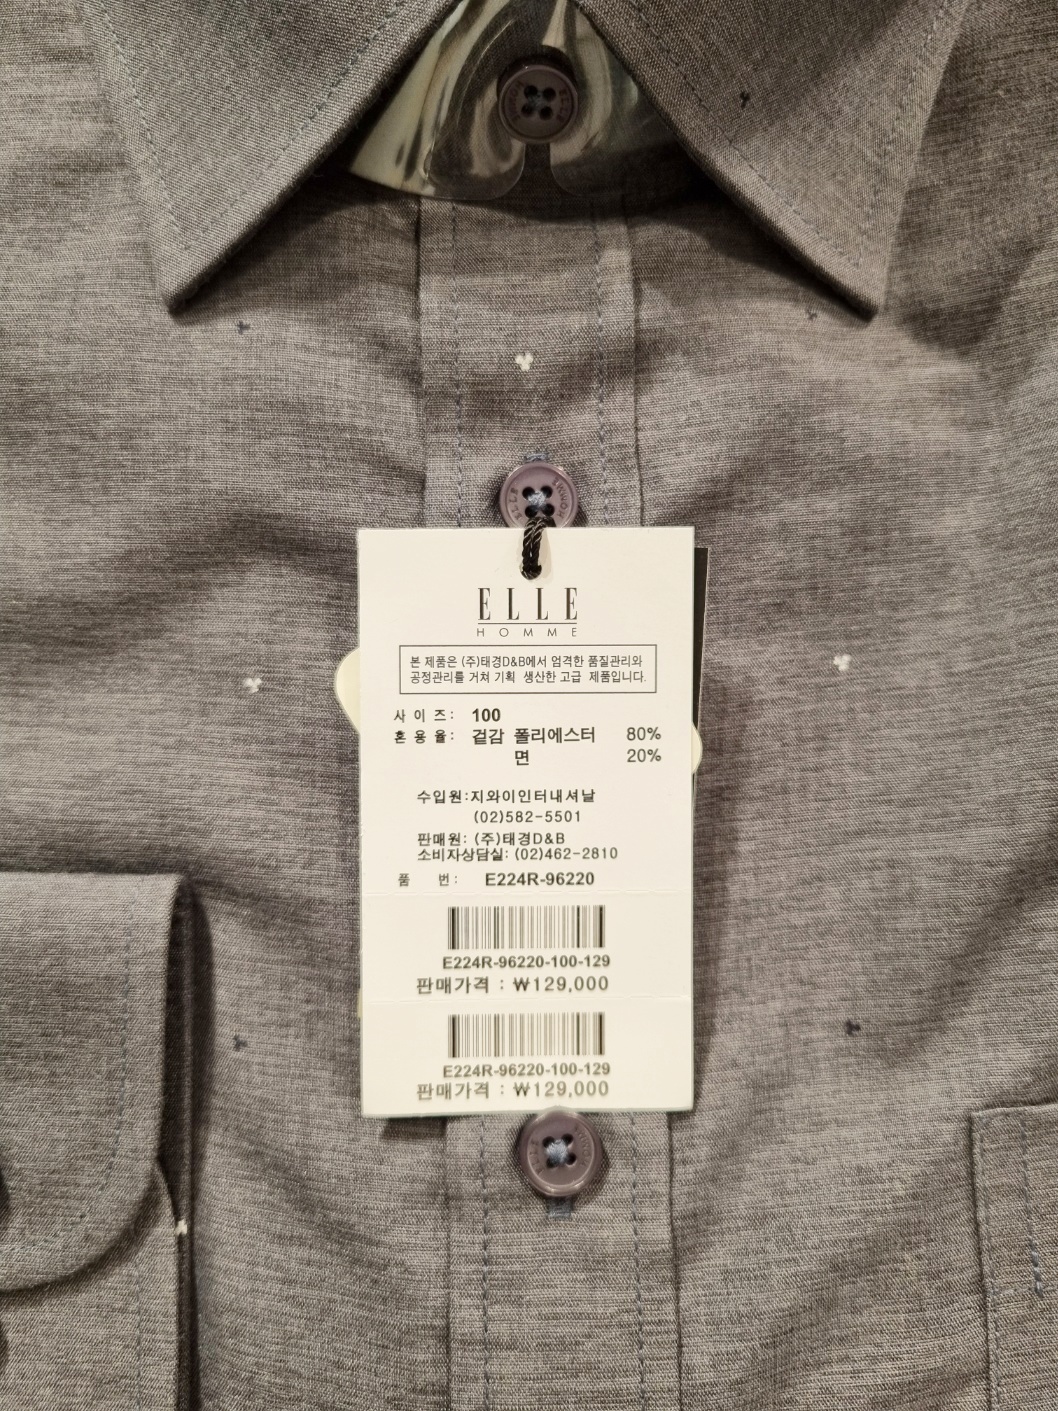 ELLE
HOMME
본 제품은 (주)태경D&B에서 엄격한 품질관리와
공정관리를 거쳐 기획 생산한 고급 제품입니다.
사 이 즈: 100
혼 용 율: 겉감 폴리에스터 80%
면 20%
수입원:지와이인터내셔날
(02)582-5501
판매원: (주)태경D&B
소비자상담실: (02)462-2810
품 번: E224R-96220
E224R-96220-100-129
판매가격 : ₩129,000
E224R-96220-100-129
판매가격 : ₩129,000